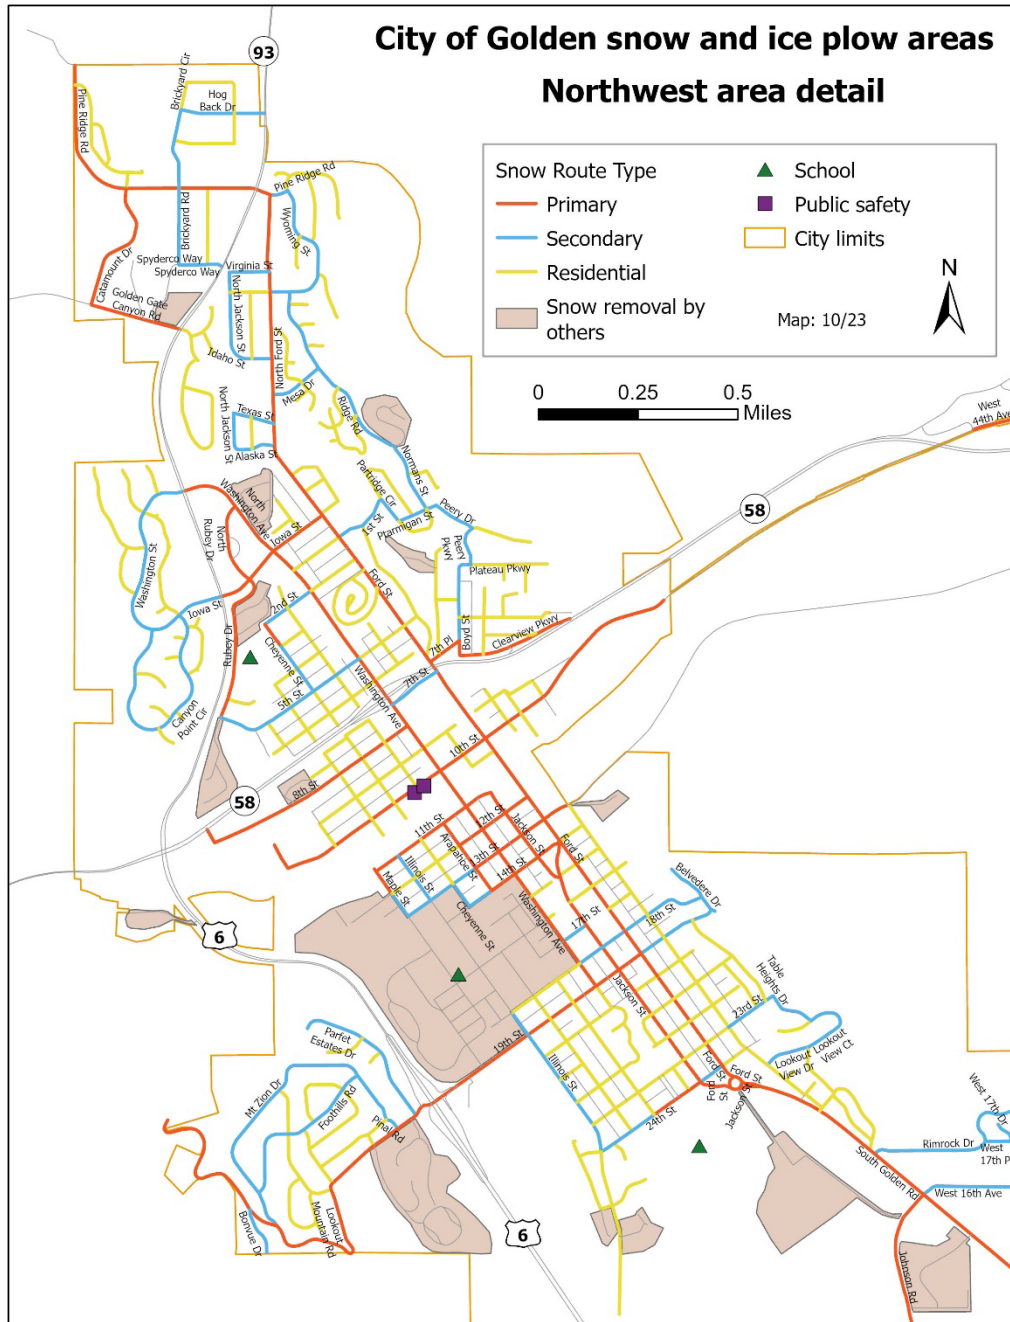 City of Golden snow and ice plow areas
Northwest area detail
Snow Route Type
Primary
Secondary
Residential
Snow removal by
others
School
Public safety
City limits
N
Map: 10/23
0
0.25
0.5
Miles
93
Brickyard Cir
Hog
Back Dr
Pine Ridge Rd
Pine Ridge Rd
Wyoming St
Brickyard Rd
Catamount Dr
Spyderco Way
Spyderco Way
Virginia St
Golden Gate
Canyon Rd
North Jackson St
North Ford St
Idaho St
Mesa Dr
Texas St
North Jackson St
Alaska St
Ridge Rd
Normans St
Partridge Cir
West
44th Ave
58
North
Washington Ave
Iowa St
1st St
Ptarmigan St
Peery Dr
Peery
Pkwy
Plateau Pkwy
North
Rubey Dr
Washington St
Iowa St
2nd St
Ford St
Boyd St
Clearview Pkwy
7th Pl
Rubey Dr
Cheyenne St
5th St
Washington Ave
7th St
Canyon
Point Cir
10th St
8th St
58
11th St
12th St
Jackson St
Ford St
Arapahoe St
13th St
14th St
Illinois St
Maple St
Cheyenne St
Washington Ave
17th St
18th St
Belvedere Dr
6
Table
Heights Dr
23rd St
Jackson St
19th St
Illinois St
Lookout
View Dr
Lookout
View Ct
Ford St
Ford St
Ford
St
Jackson St
24th St
Parfet
Estates Dr
Mt Zion Dr
Foothills Rd
Pinal Rd
Lookout
Mountain Rd
Bonvue Dr
6
West 17th Dr
Rimrock Dr
West
17th P
South Golden Rd
West 16th Ave
Johnson Rd